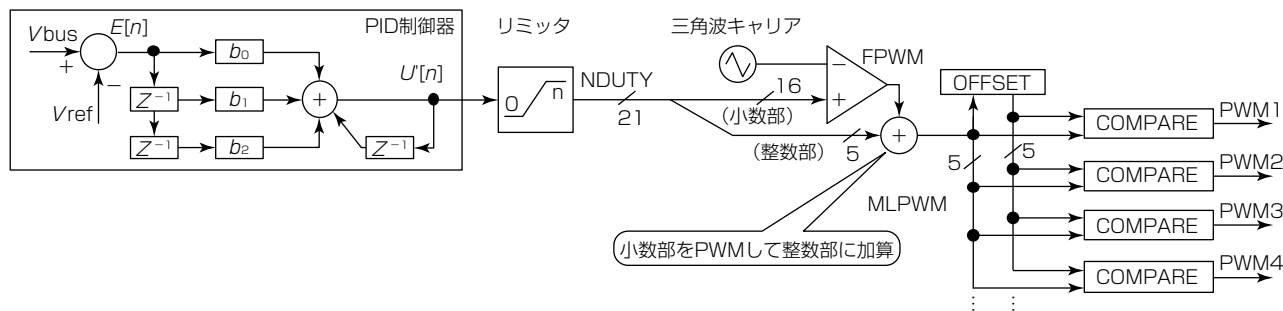 PID制御器
リミッタ
三角波キャリア
Vbus
+
E[n]
−
Vref
b0
Z−1
b1
Z−1
b2
+
U'[n]
Z−1
0
n
NDUTY
21
16
(小数部)
(整数部)
5
−
+
FPWM
+
MLPWM
小数部をPWMして整数部に加算
OFFSET
5
5
COMPARE
PWM1
COMPARE
PWM2
COMPARE
PWM3
COMPARE
PWM4